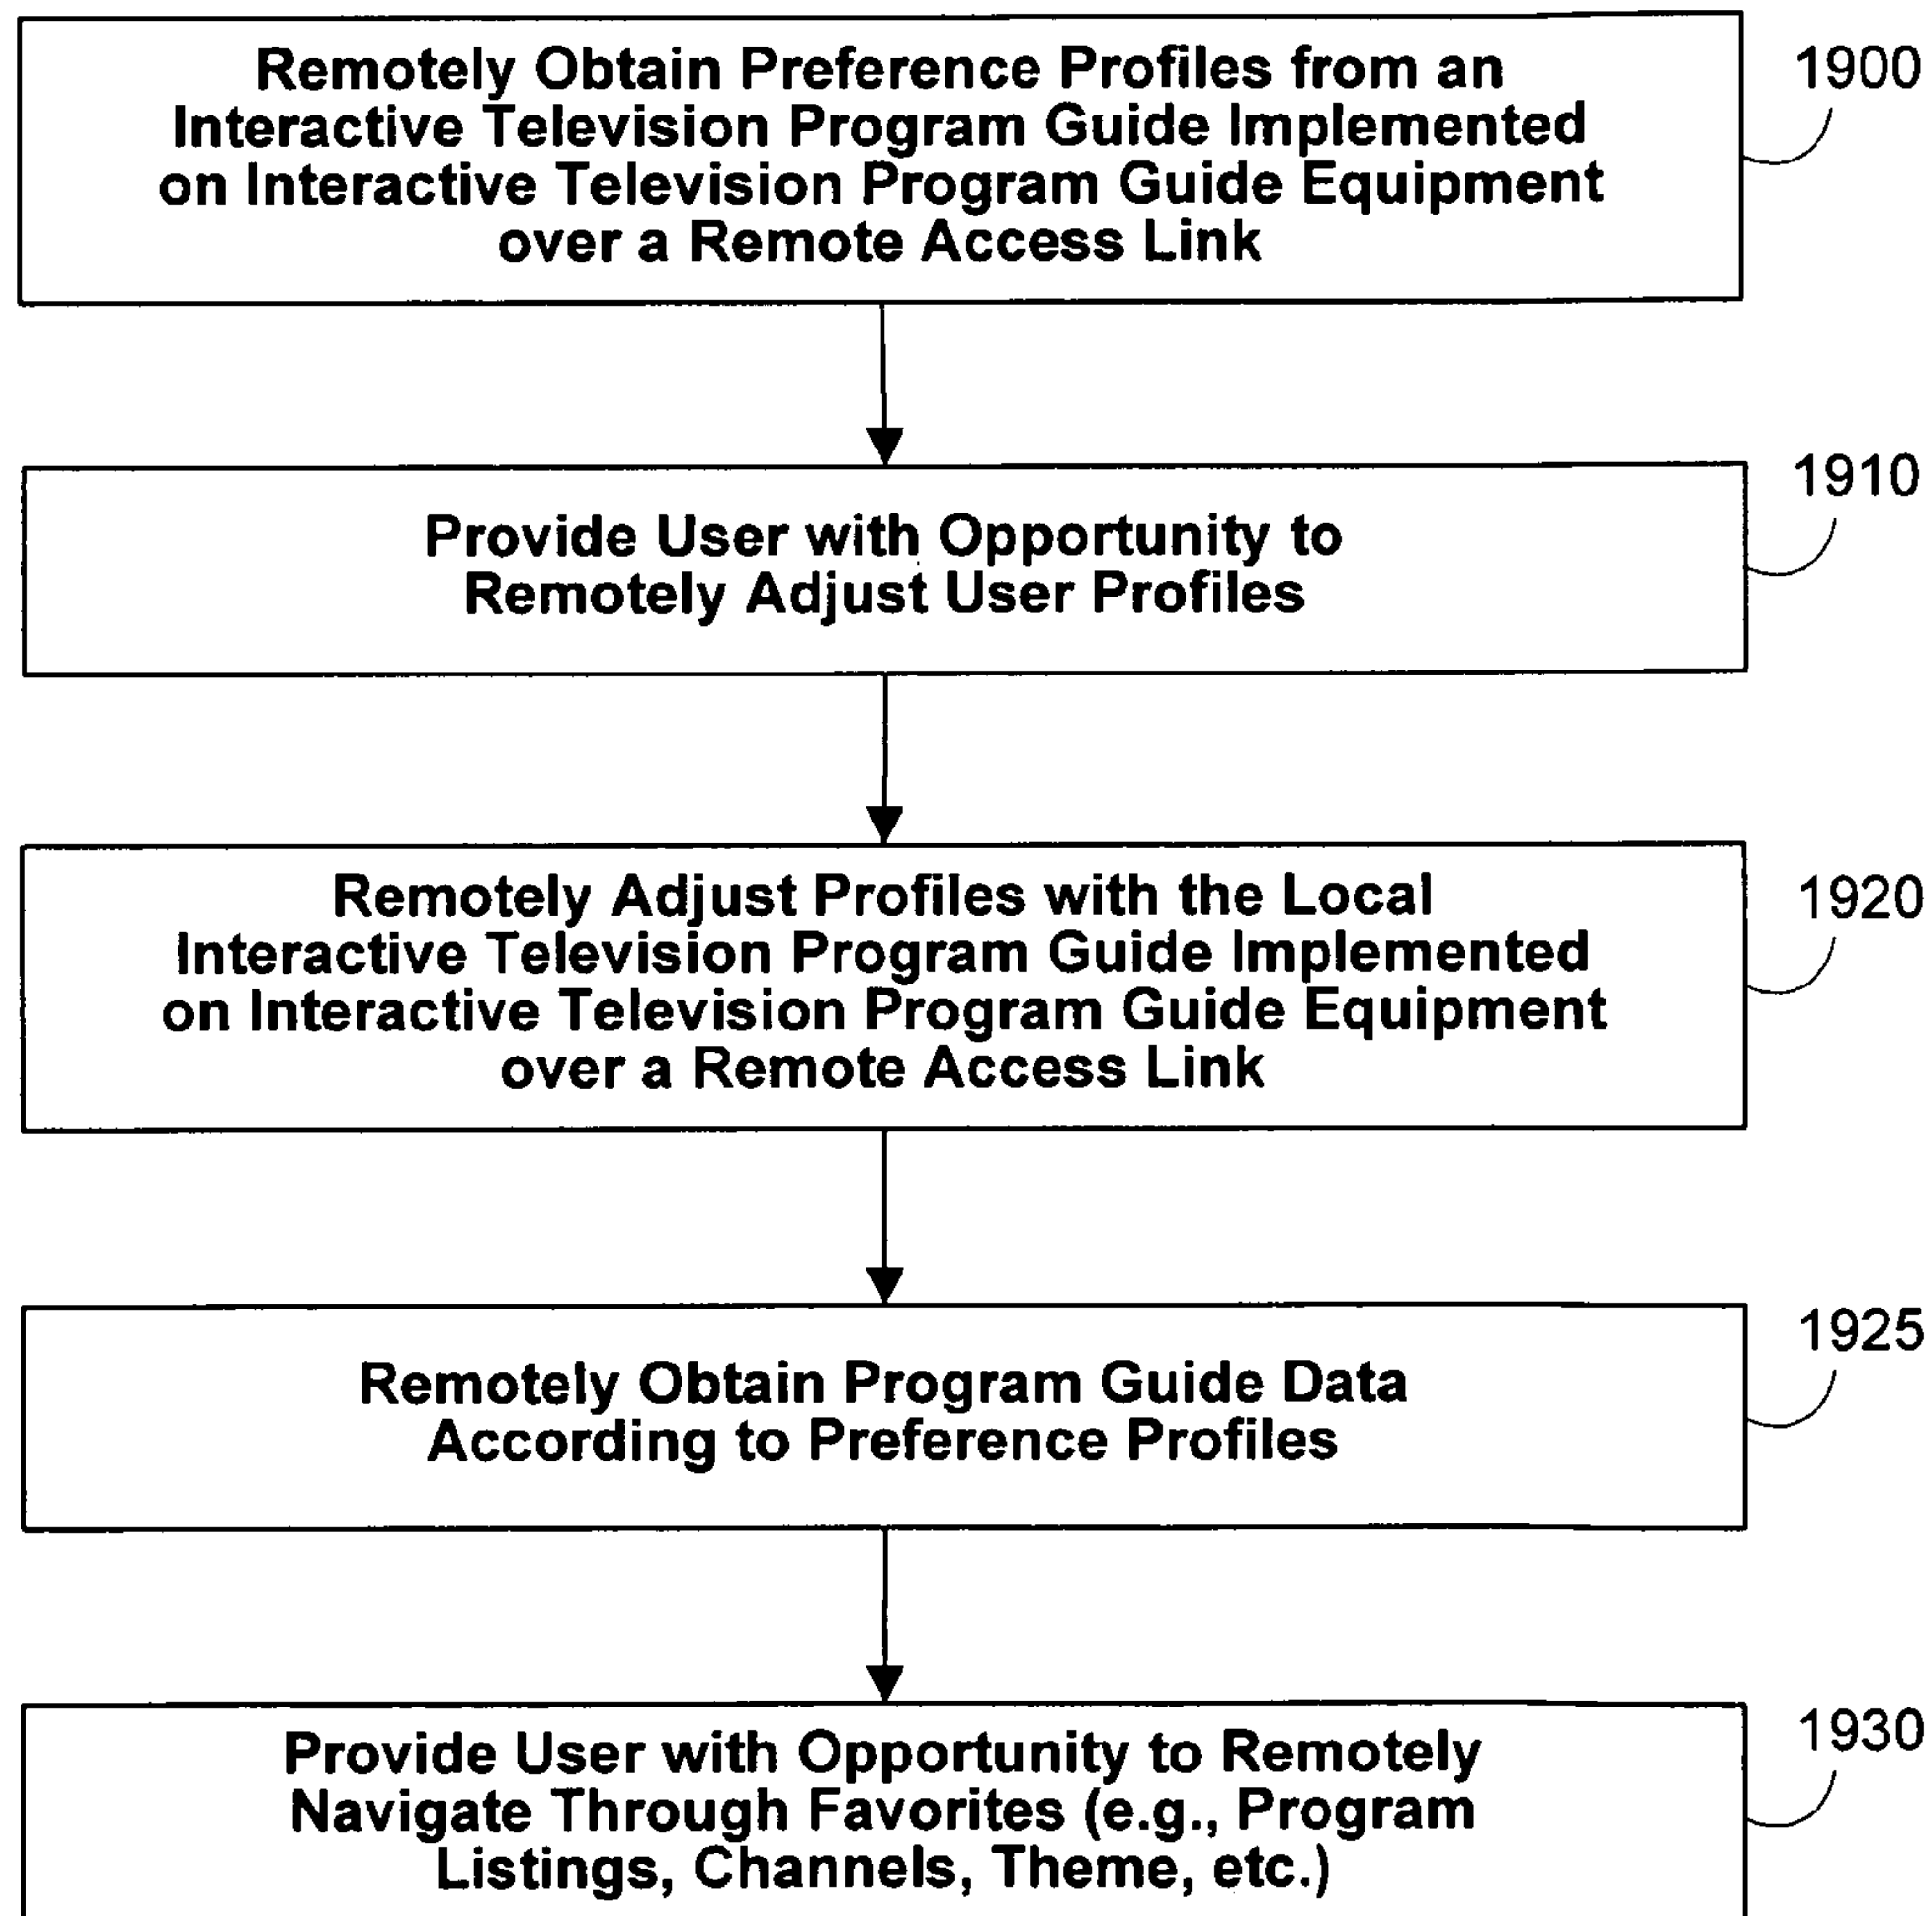 Remotely Obtain Preference Profiles from an
Interactive Television Program Guide Implemented
on Interactive Television Program Guide Equipment
over a Remote Access Link
1900
Provide User with Opportunity to
Remotely Adjust User Profiles
1910
Remotely Adjust Profiles with the Local
Interactive Television Program Guide Implemented
on Interactive Television Program Guide Equipment
over a Remote Access Link
1920
Remotely Obtain Program Guide Data
According to Preference Profiles
1925
Provide User with Opportunity to Remotely
Navigate Through Favorites (e.g., Program
Listings, Channels, Theme, etc.)
1930